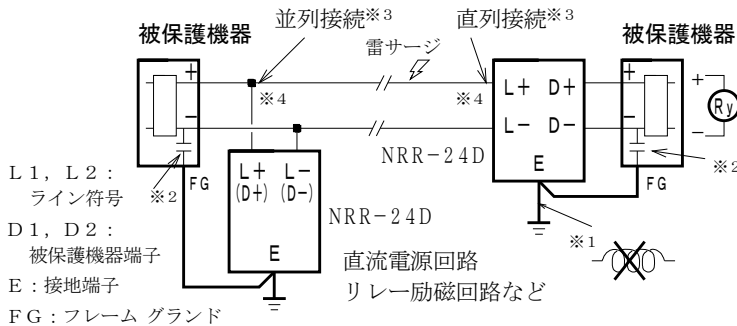 並列接続※3
直列接続※3
被保護機器
雷サージ
被保護機器
+
※4
※4
L+ D+
+
+
Ry
−
L− D−
−
−
NRR−24D
E
※2
FG
L+ L−
(D+) (D−)
※2
FG
NRR−24D
E
※1
L1, L2:
ライン符号
D1, D2:
被保護機器端子
E:接地端子
FG:フレーム グランド
直流電源回路
リレー励磁回路など